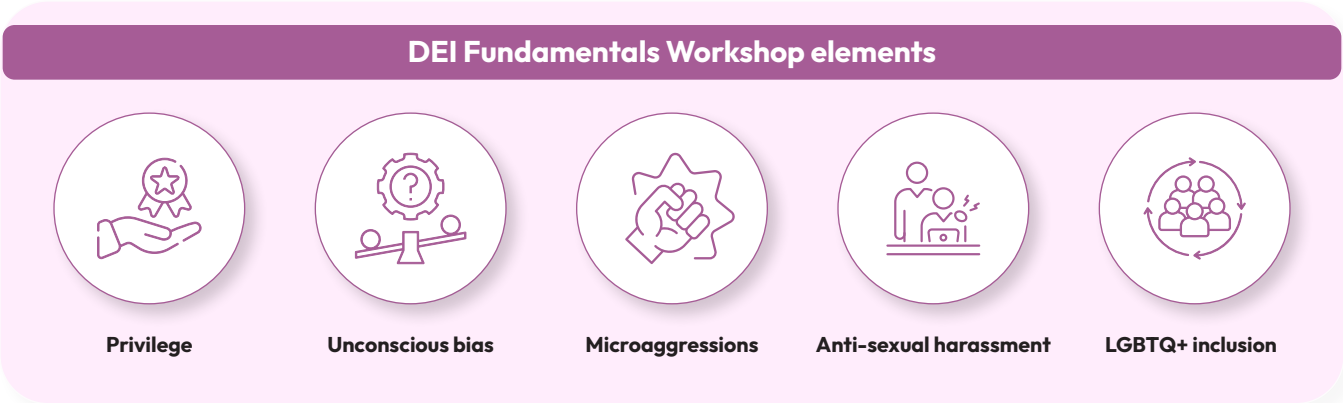 DEI Fundamentals Workshop elements
?
Privilege
Unconscious bias
Microaggressions
Anti-sexual harassment
LGBTQ+ inclusion